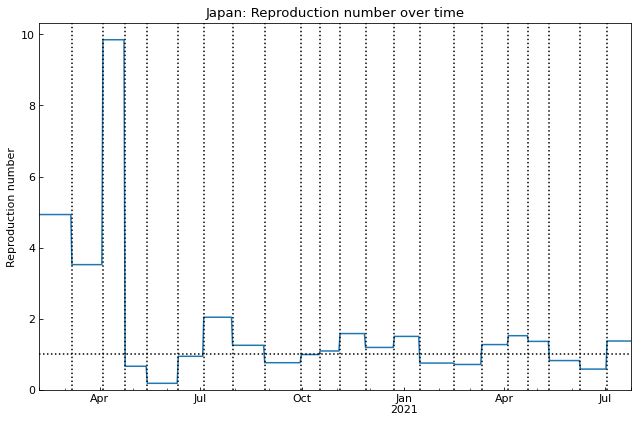 Japan: Reproduction number over time
Reproduction number
10
8
6
4
2
0
Apr
Jul
Oct
Jan
2021
Apr
Jul